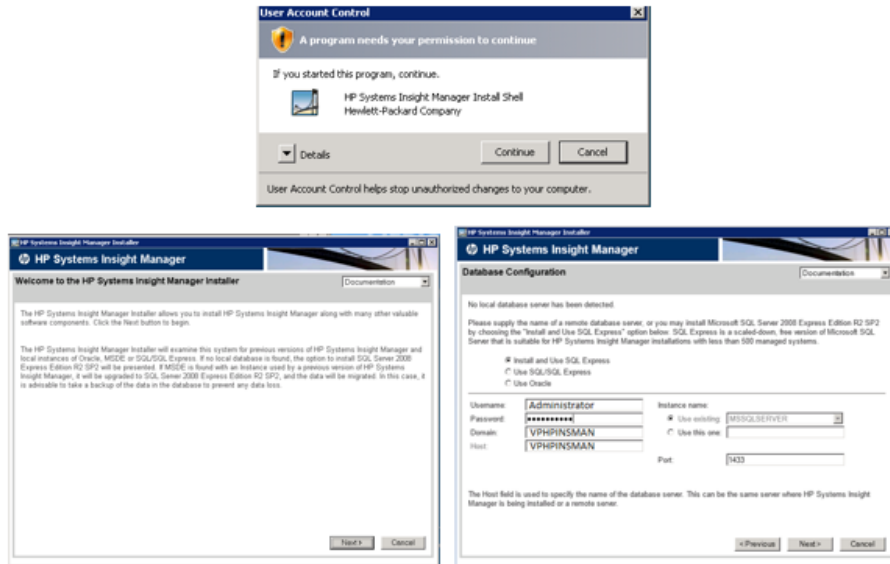 User Account Control
A program needs your permission to continue
If you started this program, continue.
HP Systems Insight Manager Install Shell
Hewlett-Packard Company
Details
Continue
Cancel
User Account Control helps stop unauthorized changes to your computer.
HP Systems Insight Manager Installer
HP Systems Insight Manager
Welcome to the HP Systems Insight Manager Installer
Documentation
The HP Systems Insight Manager Installer allows you to install HP Systems Insight Manager along with many other valuable
software components. Click the Next button to begin.
The HP Systems Insight Manager Installer will examine this system for previous versions of HP Systems Insight Manager and
local instances of Oracle, MSDE or SQL/SQL Express. If no local database is found, the option to install SQL Server 2008
Express Edition R2 SP2 will be presented. If MSDE is found with an Instance used by a previous version of HP Systems
Insight Manager, it will be upgraded to SQL Server 2008 Express Edition R2 SP2, and the data will be migrated. In this case, it
is advisable to take a backup of the data in the database to prevent any data loss.
Next >
Cancel
HP Systems Insight Manager Installer
HP Systems Insight Manager
Database Configuration
Documentation
No local database server has been detected.
Please supply the name of a remote database server, or you may install Microsoft SQL Server 2008 Express Edition R2 SP2
by choosing the "Install and Use SQL Express" option below. SQL Express is a scaled-down, free version of Microsoft SQL
Server that is suitable for HP Systems Insight Manager installations with less than 500 managed systems.
Install and Use SQL Express
Use SQL/SQL Express
Use Oracle
Username: Administrator
Instance name:
Password: ••••••••••
Use existing: MSSQLSERVER
Domain: VPHPINSMAN
Use this one:
Host: VPHPINSMAN
Port: 1433
The Host field is used to specify the name of the database server. This can be the same server where HP Systems Insight
Manager is being installed or a remote server.
< Previous
Next >
Cancel